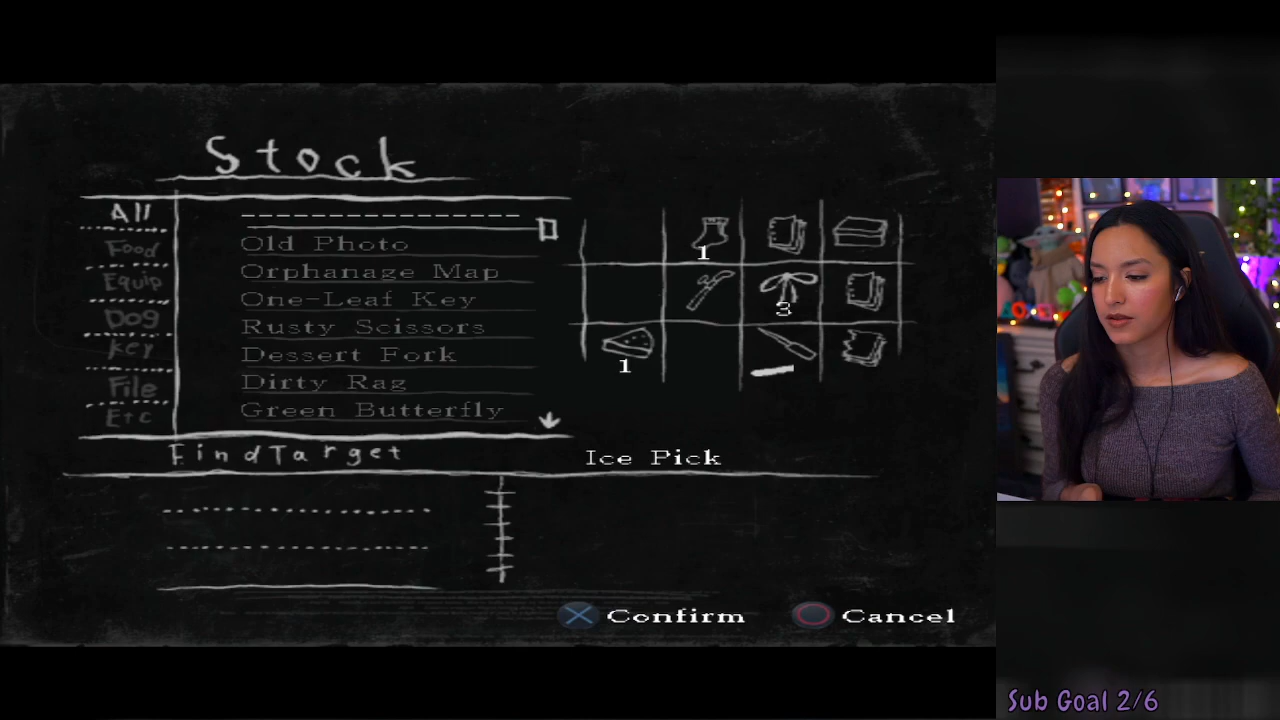 Stock
All
Food
Equip
Dog
Key
File
Etc
Old Photo
Orphanage Map
One-Leaf Key
Rusty Scissors
Dessert Fork
Dirty Rag
Green Butterfly
1
3
1
FindTarget
Ice Pick
Confirm
Cancel
Sub Goal 2/6